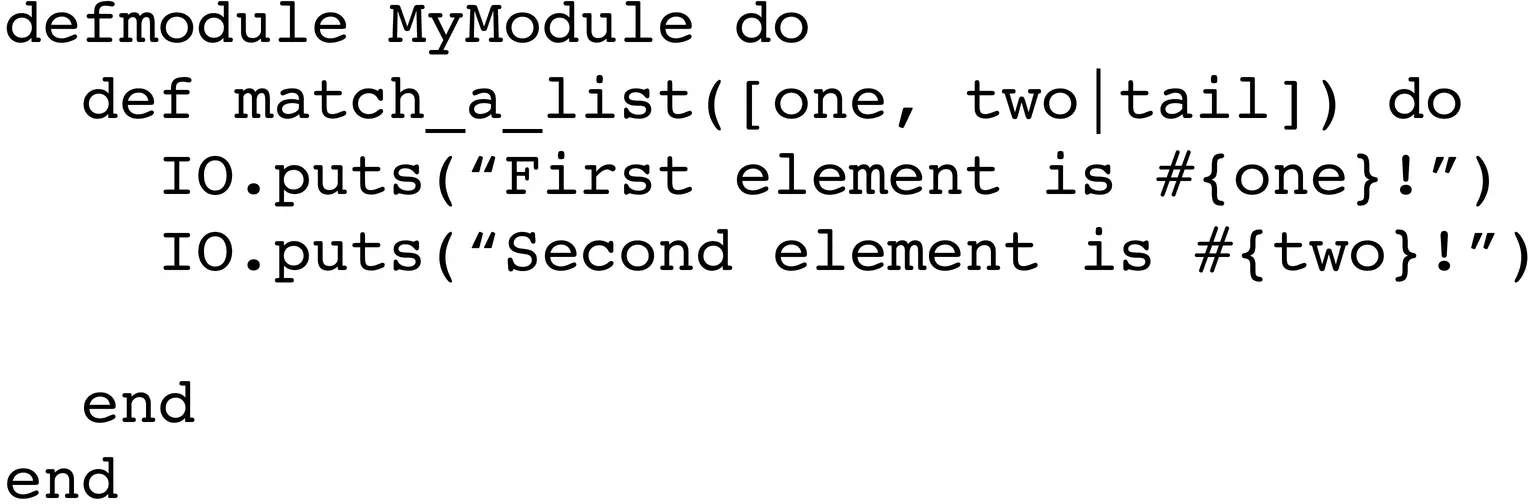 defmodule MyModule do
  def match_a_list([one, two|tail]) do
    IO.puts(“First element is #{one}!”)
    IO.puts(“Second element is #{two}!”)

  end
end